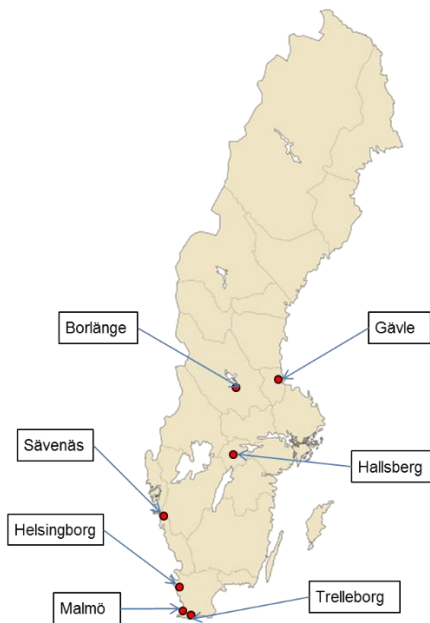 Borlänge
Gävle
Sävenäs
Hallsberg
Helsingborg
Malmö
Trelleborg